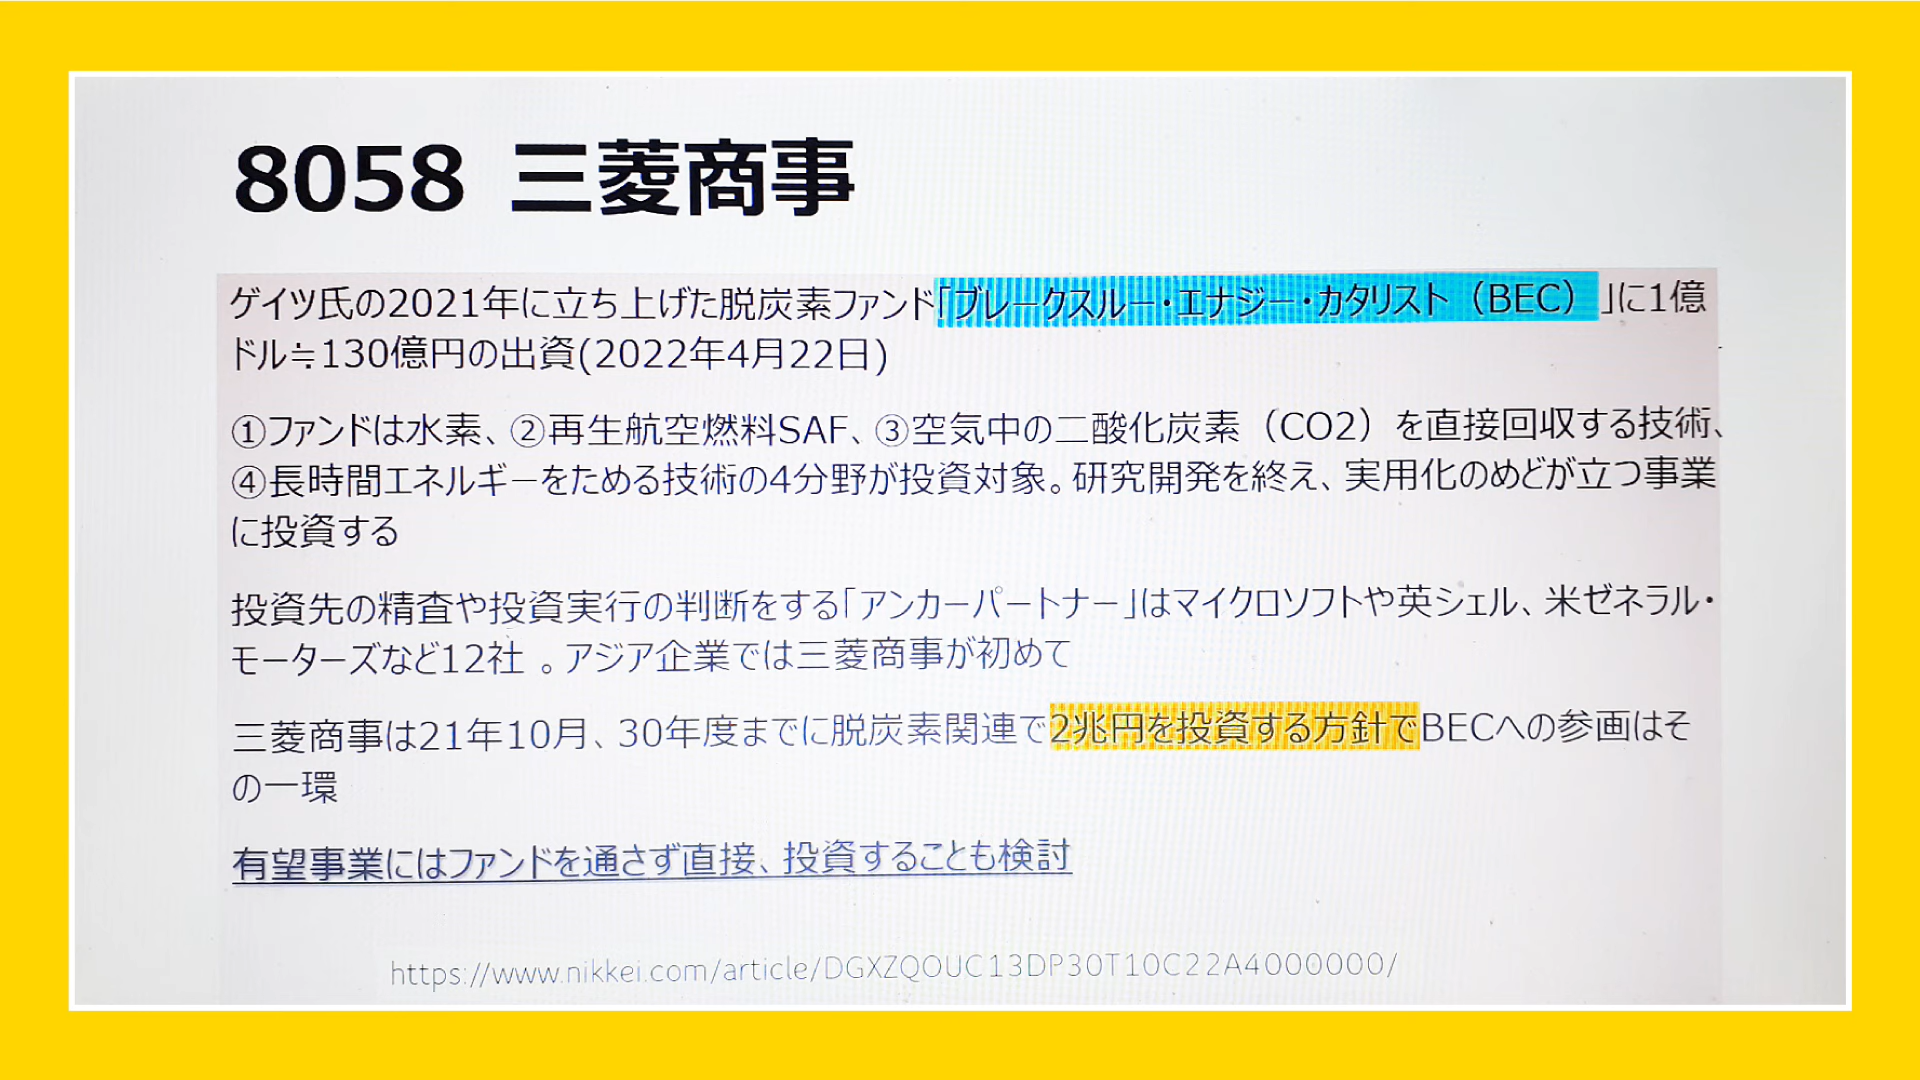 8058 三菱商事
ゲイツ氏の2021年に立ち上げた脱炭素ファンド「ブレークスルー・エナジー・カタリスト（BEC）」に1億
ドル≒130億円の出資(2022年4月22日)
①ファンドは水素、②再生航空燃料SAF、③空気中の二酸化炭素（CO2）を直接回収する技術、
④長時間エネルギーをためる技術の4分野が投資対象。研究開発を終え、実用化のめどが立つ事業
に投資する
投資先の精査や投資実行の判断をする「アンカーパートナー」はマイクロソフトや英シェル、米ゼネラル・
モーターズなど12社 。アジア企業では三菱商事が初めて
三菱商事は21年10月、30年度までに脱炭素関連で2兆円を投資する方針でBECへの参画はそ
の一環
有望事業にはファンドを通さず直接、投資することも検討
https://www.nikkei.com/article/DGXZQOUC13DP30T10C22A4000000/